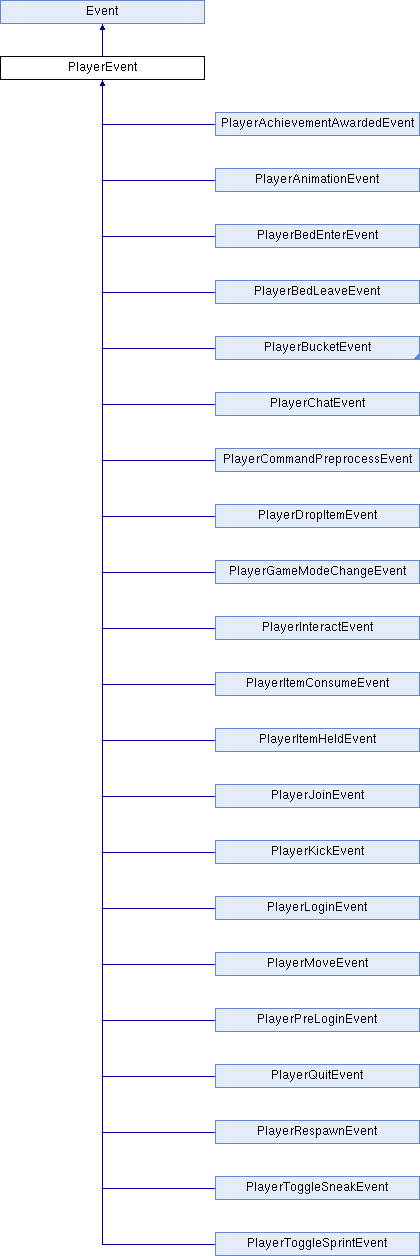 Event
PlayerEvent
PlayerAchievementAwardedEvent
PlayerAnimationEvent
PlayerBedEnterEvent
PlayerBedLeaveEvent
PlayerBucketEvent
PlayerChatEvent
PlayerCommandPreprocessEvent
PlayerDropItemEvent
PlayerGameModeChangeEvent
PlayerInteractEvent
PlayerItemConsumeEvent
PlayerItemHeldEvent
PlayerJoinEvent
PlayerKickEvent
PlayerLoginEvent
PlayerMoveEvent
PlayerPreLoginEvent
PlayerQuitEvent
PlayerRespawnEvent
PlayerToggleSneakEvent
PlayerToggleSprintEvent